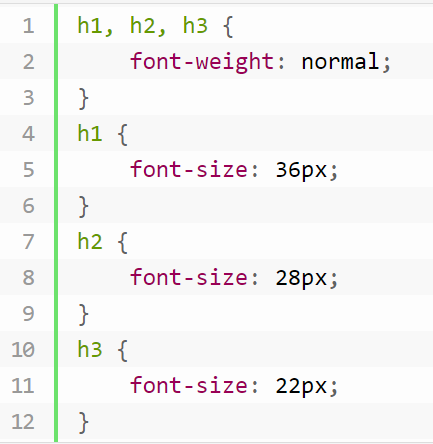 1 h1, h2, h3 {
2     font-weight: normal;
3 }
4 h1 {
5     font-size: 36px;
6 }
7 h2 {
8     font-size: 28px;
9 }
10 h3 {
11     font-size: 22px;
12 }